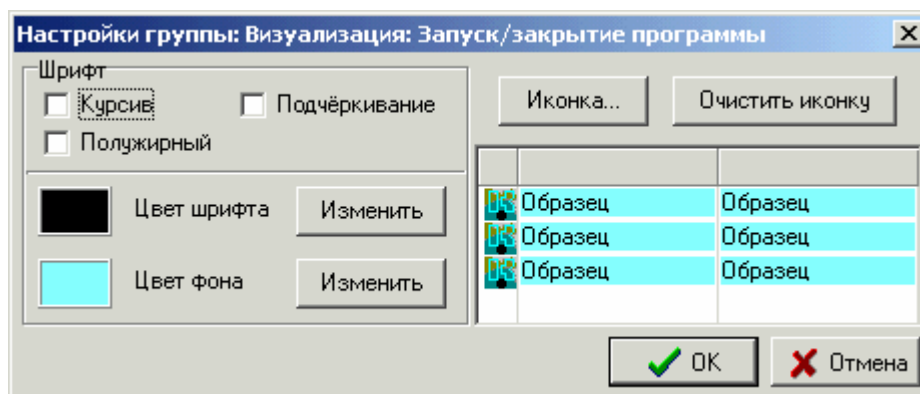 Настройки группы: Визуализация: Запуск/закрытие программы
Шрифт
Курсив
Подчёркивание
Полужирный
Цвет шрифта
Изменить
Цвет фона
Изменить
Иконка...
Очистить иконку
Образец Образец
Образец Образец
Образец Образец
OK
Отмена